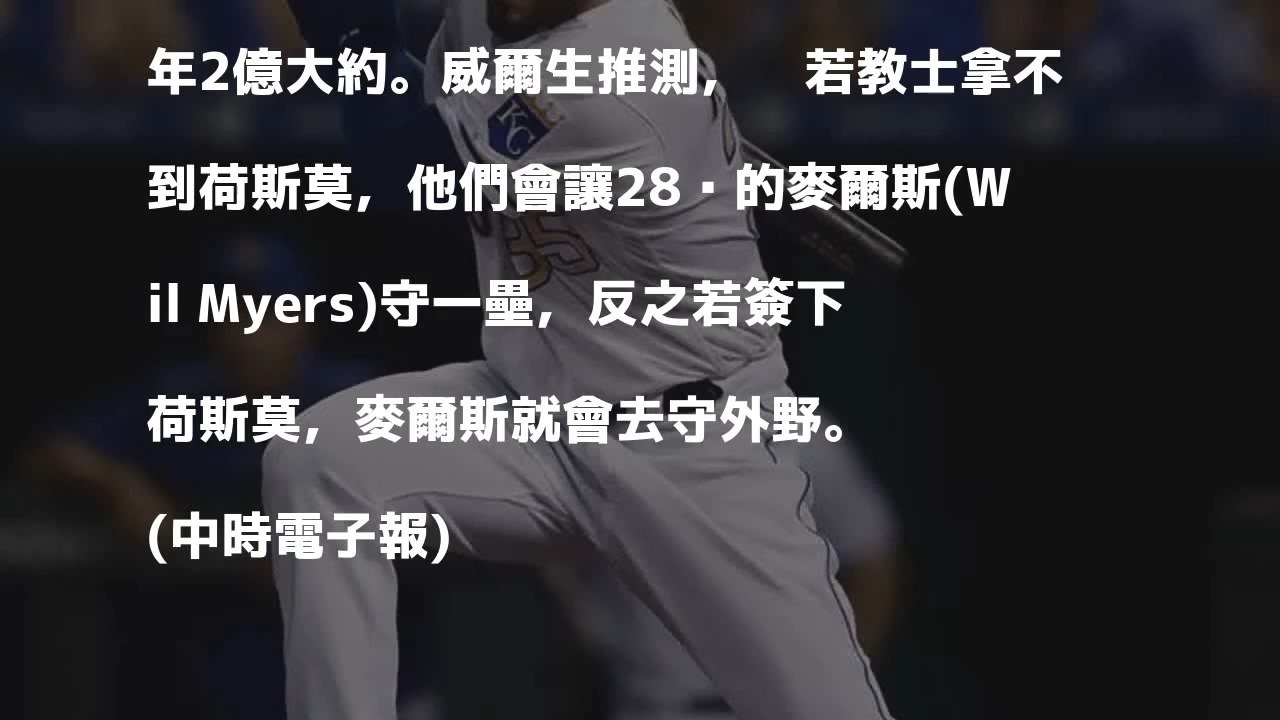 年2億大約。威爾生推測，　若教士拿不
到荷斯莫，他們會讓28▪的麥爾斯(W
il Myers)守一壘，反之若簽下
荷斯莫，麥爾斯就會去守外野。
(中時電子報)
KC
35